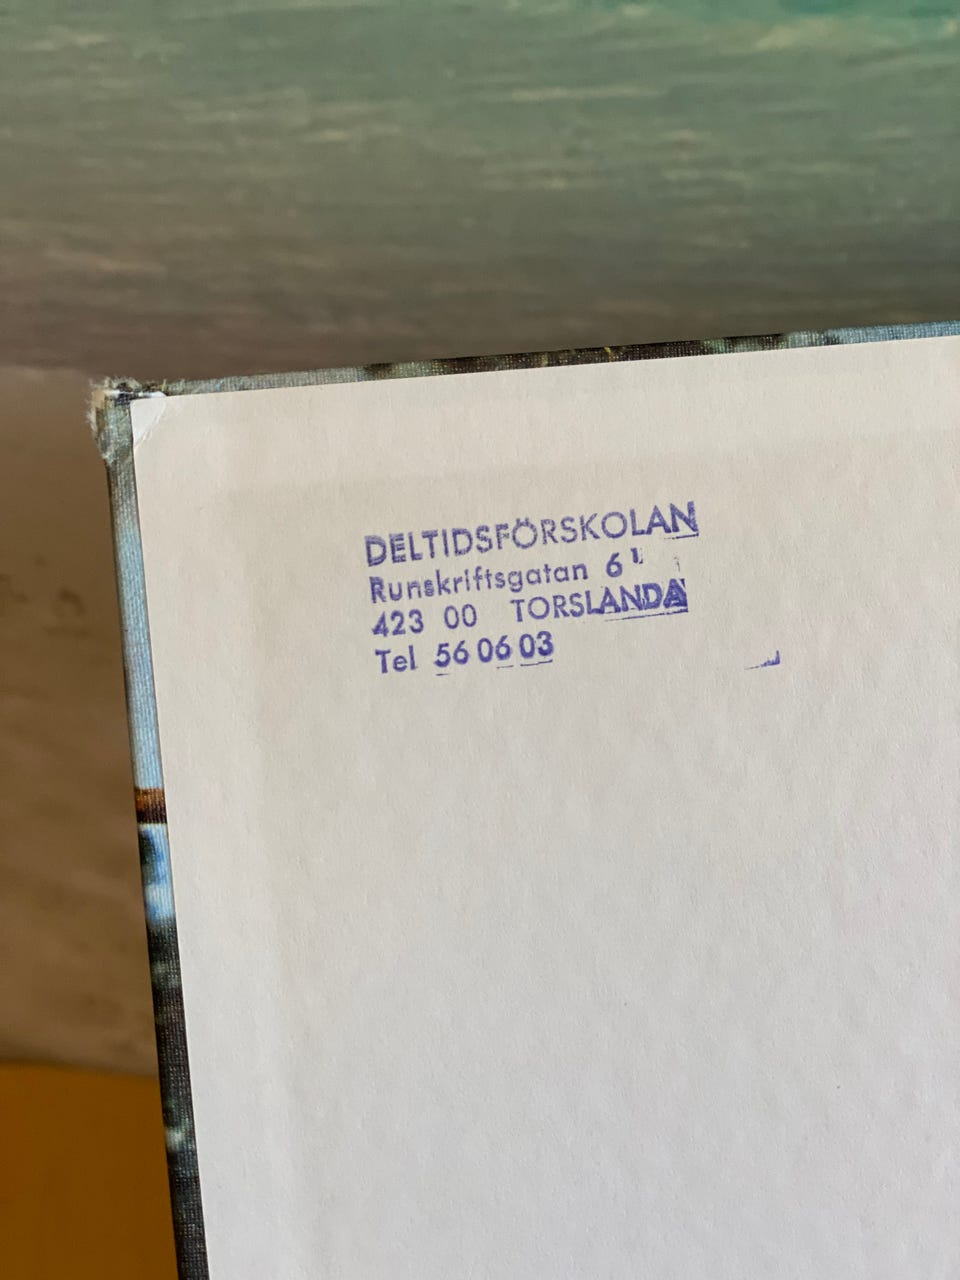 DELTIDSFÖRSKOLAN
Runskriftsgatan 6
423 00 TORSLANDA
Tel 56 06 03